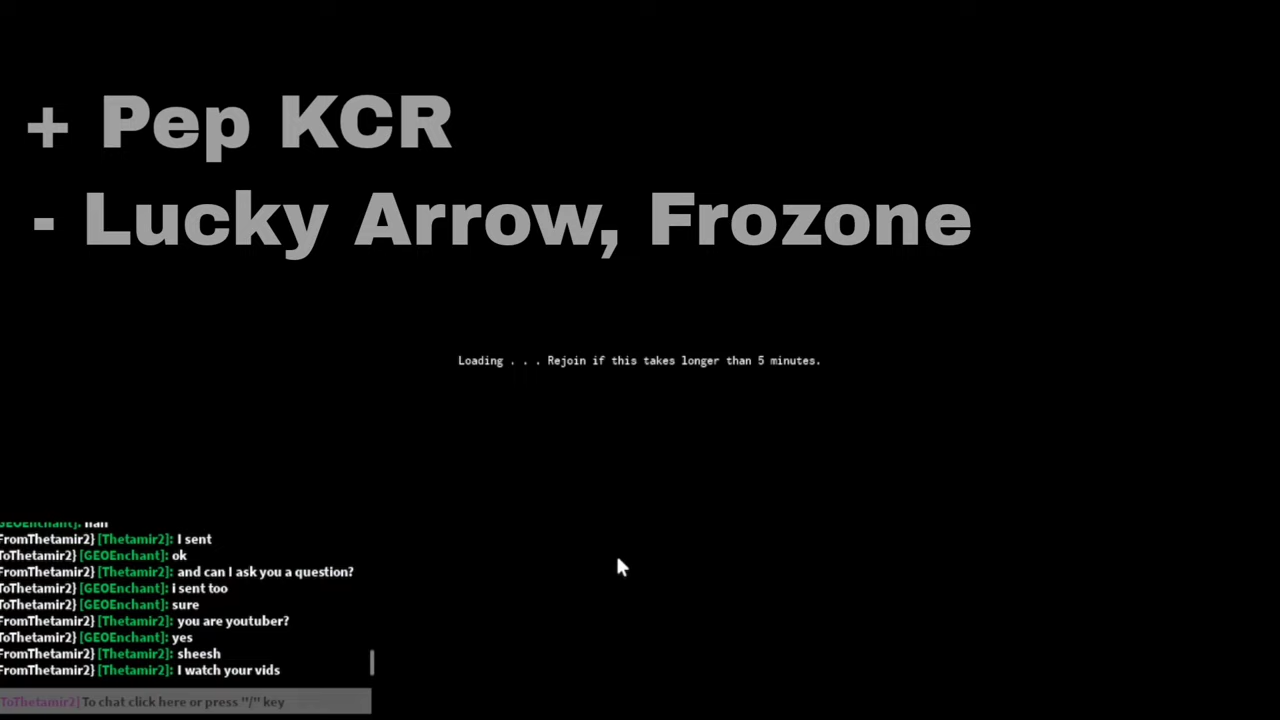 + Pep KCR
- Lucky Arrow, Frozone
Loading . . . Rejoin if this takes longer than 5 minutes.
GEOEnchant]: nah
FromThetamir2} [Thetamir2]: I sent
ToThetamir2} [GEOEnchant]: ok
FromThetamir2} [Thetamir2]: and can I ask you a question?
ToThetamir2} [GEOEnchant]: i sent too
ToThetamir2} [GEOEnchant]: sure
FromThetamir2} [Thetamir2]: you are youtuber?
ToThetamir2} [GEOEnchant]: yes
FromThetamir2} [Thetamir2]: sheesh
FromThetamir2} [Thetamir2]: I watch your vids
ToThetamir2] To chat click here or press "/" key